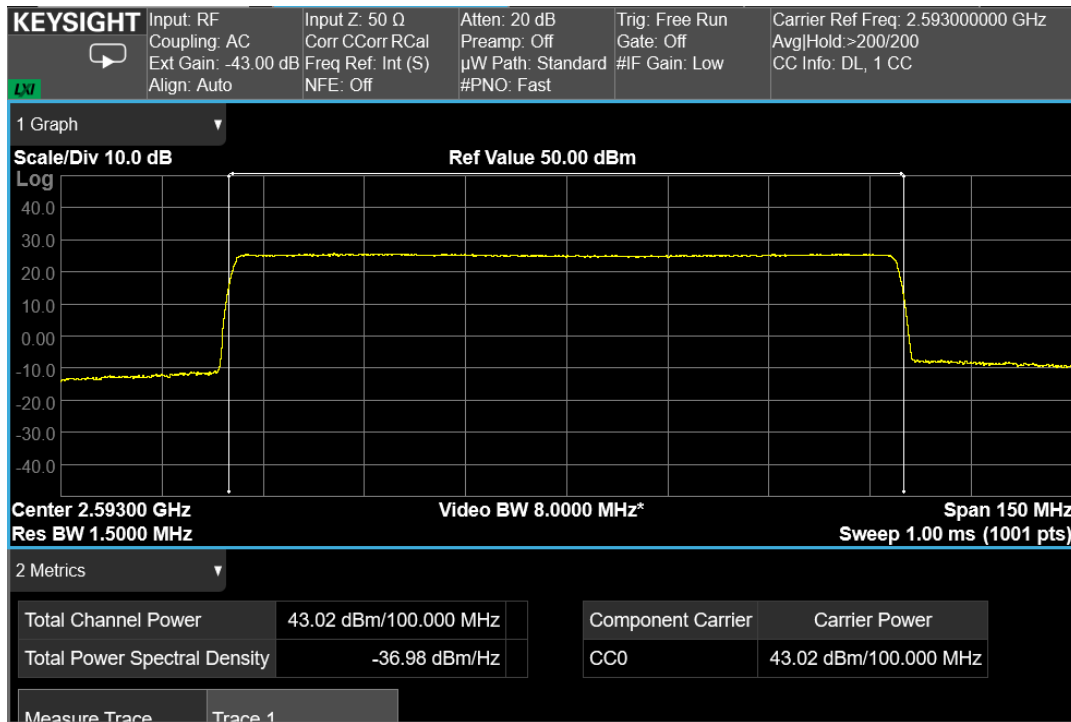 KEYSIGHT Input: RF Input Z: 50 Ω Atten: 20 dB Trig: Free Run Carrier Ref Freq: 2.593000000 GHz
Coupling: AC Corr CCorr RCal Preamp: Off Gate: Off Avg|Hold:>200/200
Ext Gain: -43.00 dB Freq Ref: Int (S) µW Path: Standard #IF Gain: Low CC Info: DL, 1 CC
LXI Align: Auto NFE: Off #PNO: Fast
1 Graph
Scale/Div 10.0 dB Ref Value 50.00 dBm
Log
40.0
30.0
20.0
10.0
0.00
-10.0
-20.0
-30.0
-40.0
Center 2.59300 GHz Video BW 8.0000 MHz* Span 150 MHz
Res BW 1.5000 MHz Sweep 1.00 ms (1001 pts)
2 Metrics
Total Channel Power 43.02 dBm/100.000 MHz Component Carrier Carrier Power
Total Power Spectral Density -36.98 dBm/Hz CC0 43.02 dBm/100.000 MHz
Measure Trace Trace 1